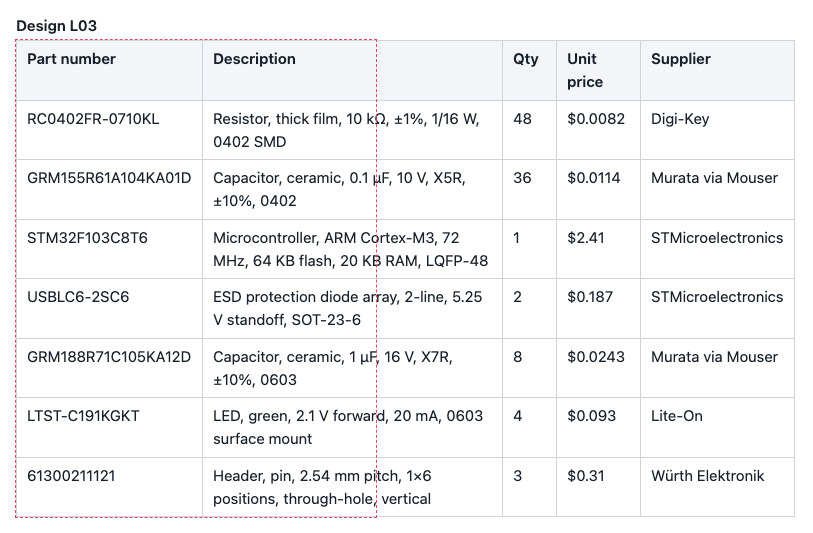 Design L03
Part number Description Qty Unit price Supplier
RC0402FR-0710KL Resistor, thick film, 10 kΩ, ±1%, 1/16 W, 0402 SMD 48 $0.0082 Digi-Key
GRM155R61A104KA01D Capacitor, ceramic, 0.1 µF, 10 V, X5R, ±10%, 0402 36 $0.0114 Murata via Mouser
STM32F103C8T6 Microcontroller, ARM Cortex-M3, 72 MHz, 64 KB flash, 20 KB RAM, LQFP-48 1 $2.41 STMicroelectronics
USBLC6-2SC6 ESD protection diode array, 2-line, 5.25 V standoff, SOT-23-6 2 $0.187 STMicroelectronics
GRM188R71C105KA12D Capacitor, ceramic, 1 µF, 16 V, X7R, ±10%, 0603 8 $0.0243 Murata via Mouser
LTST-C191KGKT LED, green, 2.1 V forward, 20 mA, 0603 surface mount 4 $0.093 Lite-On
61300211121 Header, pin, 2.54 mm pitch, 1×6 positions, through-hole, vertical 3 $0.31 Würth Elektronik